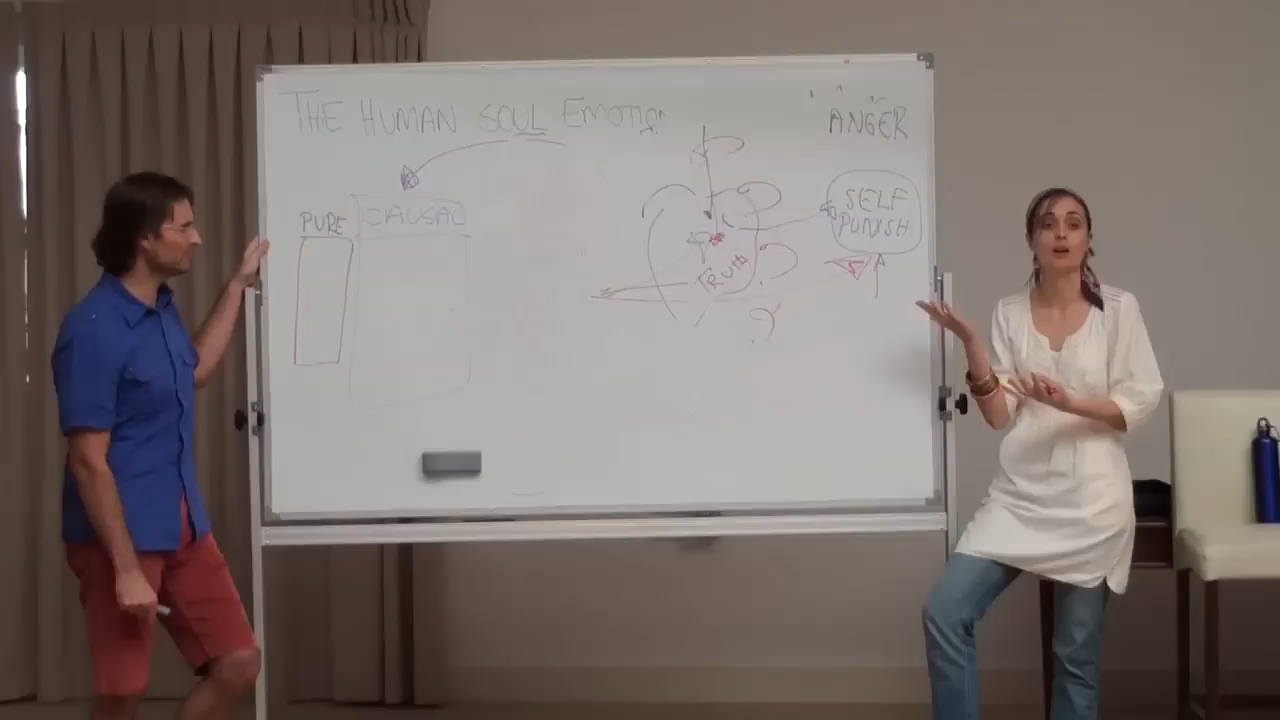 THE HUMAN SOUL EMOTION
ANGER
PURE
CAUSAL
SELF
PUNISH
TRUTH